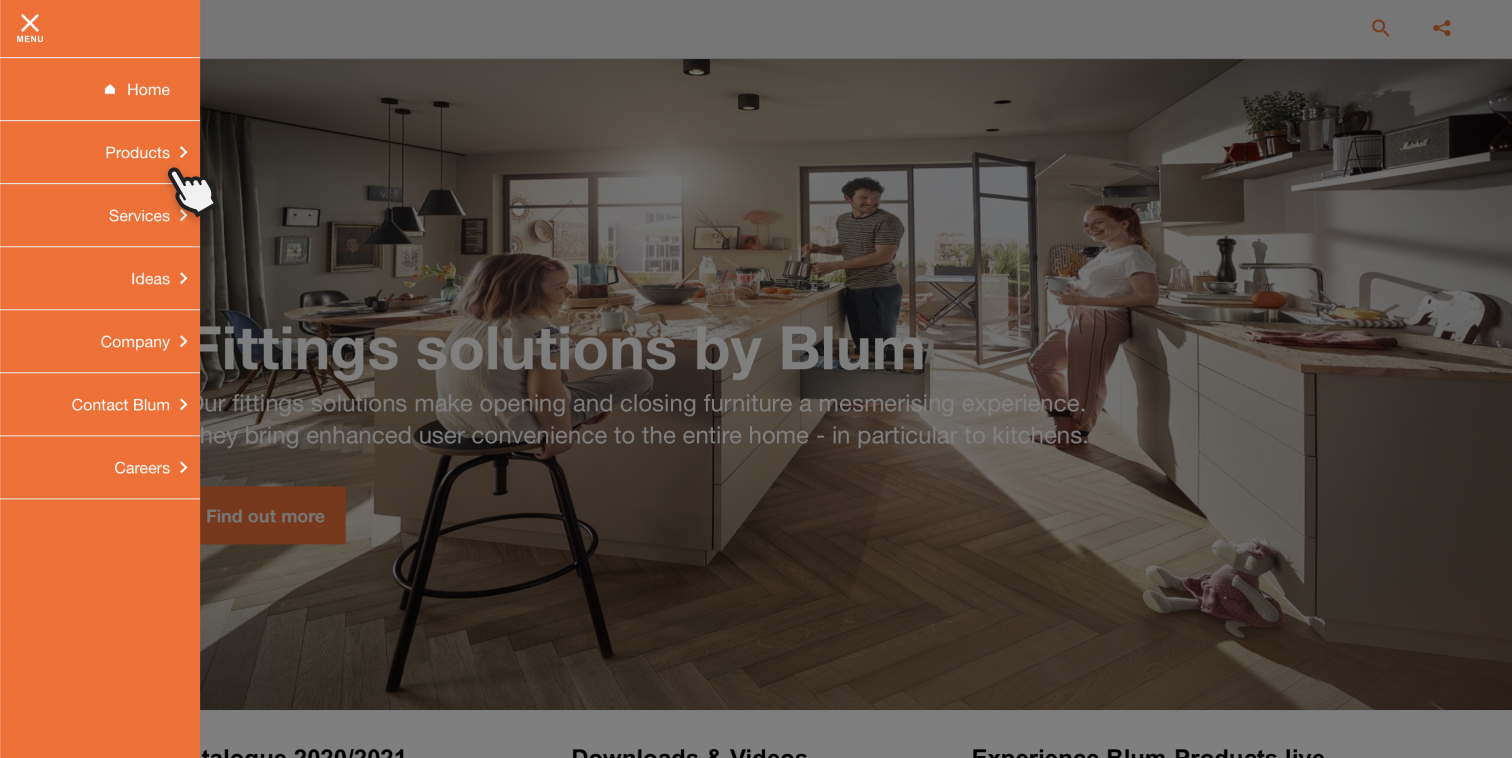 MENU
Home
Products
Services
Ideas
Company
Contact Blum
Careers
Marshall
Fittings solutions by Blum
Our fittings solutions make opening and closing furniture a mesmerising experience.
They bring enhanced user convenience to the entire home - in particular to kitchens.
Find out more
talogue 2020/2021
Downloads & Videos
Experience Blum Products live